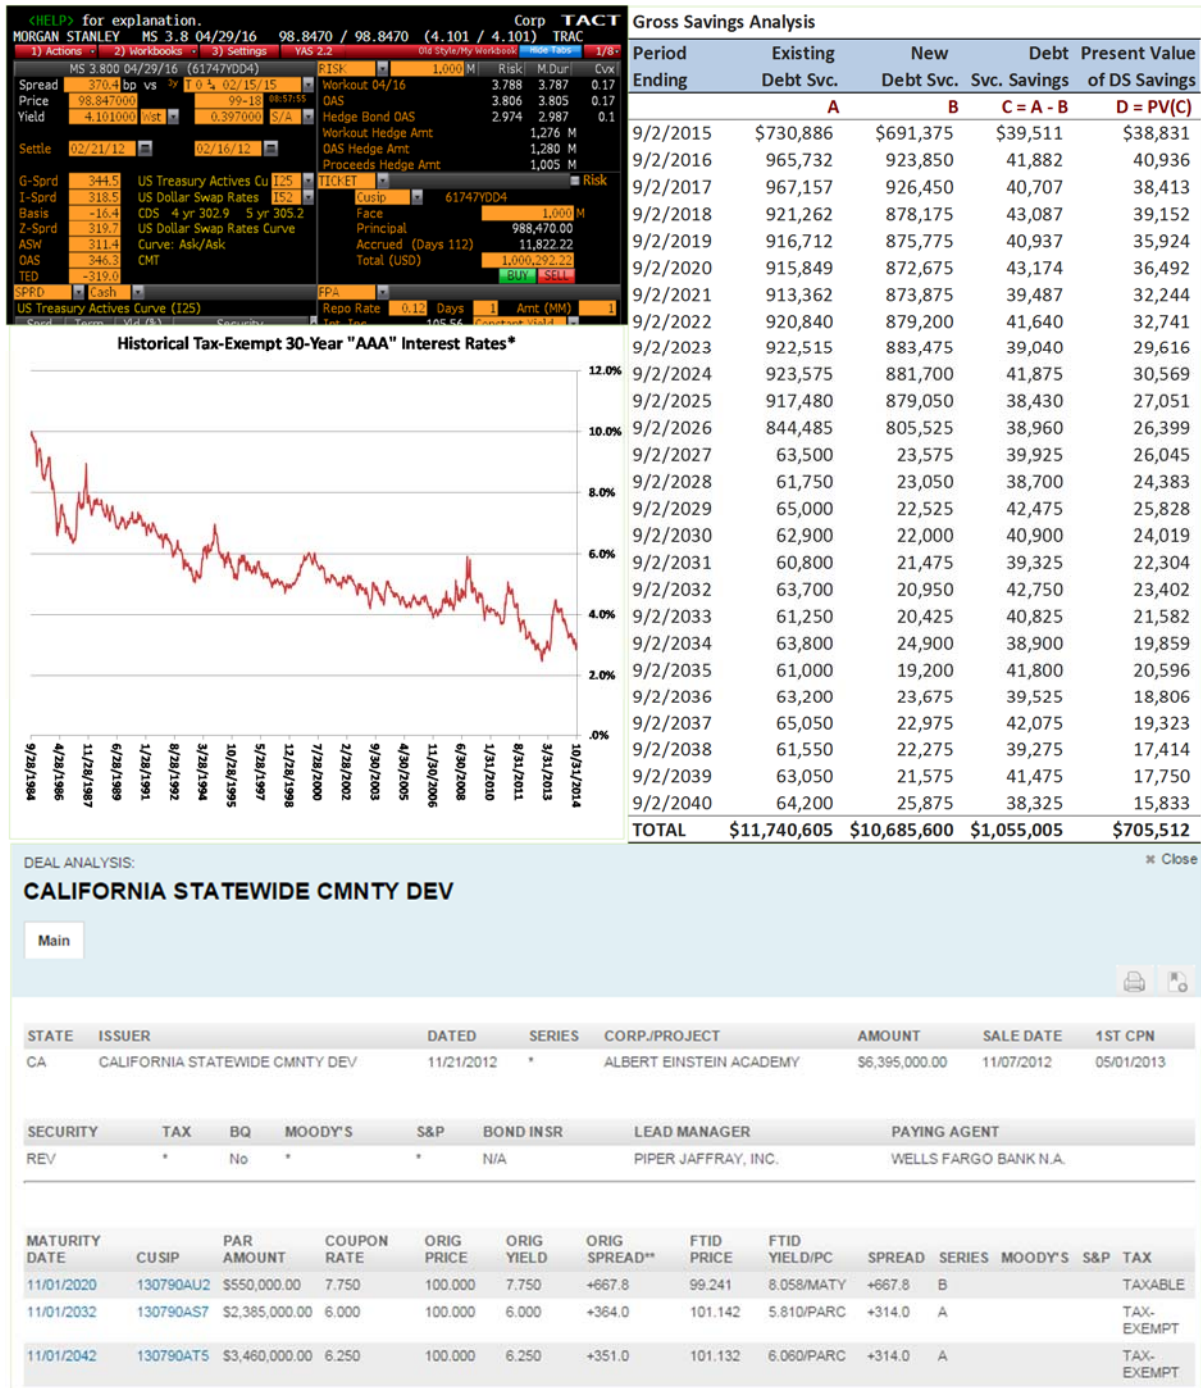 <HELP> for explanation. Corp TACT
MORGAN STANLEY MS 3.8 04/29/16 98.8470 / 98.8470 (4.101 / 4.101) TRAC
1) Actions 2) Workbooks 3) Settings YAS 2.2 Old Style/My Workbook Hide Tabs 1/8
MS 3.800 04/29/16 (61747YDD4) RISK 1,000 M Risk M.Dur Cvx
Spread 370.4 bp vs 3y T 0 ¼ 02/15/15 Workout 04/16 3.788 3.787 0.17
Price 98.847000 99-18 08:57:55 OAS 3.806 3.805 0.17
Yield 4.101000 Wst 0.397000 S/A Hedge Bond OAS 2.974 2.987 0.1
Workout Hedge Amt 1,276 M
Settle 02/21/12 02/16/12 OAS Hedge Amt 1,280 M
Proceeds Hedge Amt 1,005 M
G-Sprd 344.5 US Treasury Actives Cu I25 TICKET Risk
I-Sprd 318.5 US Dollar Swap Rates I52 Cusip 61747YDD4
Basis -16.4 CDS 4 yr 302.9 5 yr 305.2 Face 1,000 M
Z-Sprd 319.7 US Dollar Swap Rates Curve Principal 988,470.00
ASW 311.4 Curve: Ask/Ask Accrued (Days 112) 11,822.22
OAS 346.3 CMT Total (USD) 1,000,292.22
TED -319.0 BUY SELL
SPRD Cash FPA
US Treasury Actives Curve (I25) Repo Rate 0.12 Days 1 Amt (MM) 1
Sprd Term Yld (%) Security Int. Inc 105.56 Constant Yield
Historical Tax-Exempt 30-Year "AAA" Interest Rates*
12.0%
10.0%
8.0%
6.0%
4.0%
2.0%
.0%
9/28/1984 4/28/1986 11/28/1987 6/28/1989 1/28/1991 8/28/1992 3/28/1994 10/28/1995 5/28/1997 12/28/1998 7/28/2000 2/28/2002 9/30/2003 4/30/2005 11/30/2006 6/30/2008 1/31/2010 8/31/2011 3/31/2013 10/31/2014
Gross Savings Analysis
Period Existing New Debt Present Value
Ending Debt Svc. Debt Svc. Svc. Savings of DS Savings
A B C = A - B D = PV(C)
9/2/2015 $730,886 $691,375 $39,511 $38,831
9/2/2016 965,732 923,850 41,882 40,936
9/2/2017 967,157 926,450 40,707 38,413
9/2/2018 921,262 878,175 43,087 39,152
9/2/2019 916,712 875,775 40,937 35,924
9/2/2020 915,849 872,675 43,174 36,492
9/2/2021 913,362 873,875 39,487 32,244
9/2/2022 920,840 879,200 41,640 32,741
9/2/2023 922,515 883,475 39,040 29,616
9/2/2024 923,575 881,700 41,875 30,569
9/2/2025 917,480 879,050 38,430 27,051
9/2/2026 844,485 805,525 38,960 26,399
9/2/2027 63,500 23,575 39,925 26,045
9/2/2028 61,750 23,050 38,700 24,383
9/2/2029 65,000 22,525 42,475 25,828
9/2/2030 62,900 22,000 40,900 24,019
9/2/2031 60,800 21,475 39,325 22,304
9/2/2032 63,700 20,950 42,750 23,402
9/2/2033 61,250 20,425 40,825 21,582
9/2/2034 63,800 24,900 38,900 19,859
9/2/2035 61,000 19,200 41,800 20,596
9/2/2036 63,200 23,675 39,525 18,806
9/2/2037 65,050 22,975 42,075 19,323
9/2/2038 61,550 22,275 39,275 17,414
9/2/2039 63,050 21,575 41,475 17,750
9/2/2040 64,200 25,875 38,325 15,833
TOTAL $11,740,605 $10,685,600 $1,055,005 $705,512
DEAL ANALYSIS: Close
CALIFORNIA STATEWIDE CMNTY DEV
Main
STATE ISSUER DATED SERIES CORP./PROJECT AMOUNT SALE DATE 1ST CPN
CA CALIFORNIA STATEWIDE CMNTY DEV 11/21/2012 * ALBERT EINSTEIN ACADEMY $6,395,000.00 11/07/2012 05/01/2013
SECURITY TAX BQ MOODY'S S&P BOND INSR LEAD MANAGER PAYING AGENT
REV * No * * N/A PIPER JAFFRAY, INC. WELLS FARGO BANK N.A.
MATURITY PAR COUPON ORIG ORIG ORIG FTID FTID
DATE CUSIP AMOUNT RATE PRICE YIELD SPREAD** PRICE YIELD/PC SPREAD SERIES MOODY'S S&P TAX
11/01/2020 130790AU2 $550,000.00 7.750 100.000 7.750 +667.8 99.241 8.058/MATY +667.8 B TAXABLE
11/01/2032 130790AS7 $2,385,000.00 6.000 100.000 6.000 +364.0 101.142 5.810/PARC +314.0 A TAX-
EXEMPT
11/01/2042 130790AT5 $3,460,000.00 6.250 100.000 6.250 +351.0 101.132 6.060/PARC +314.0 A TAX-
EXEMPT